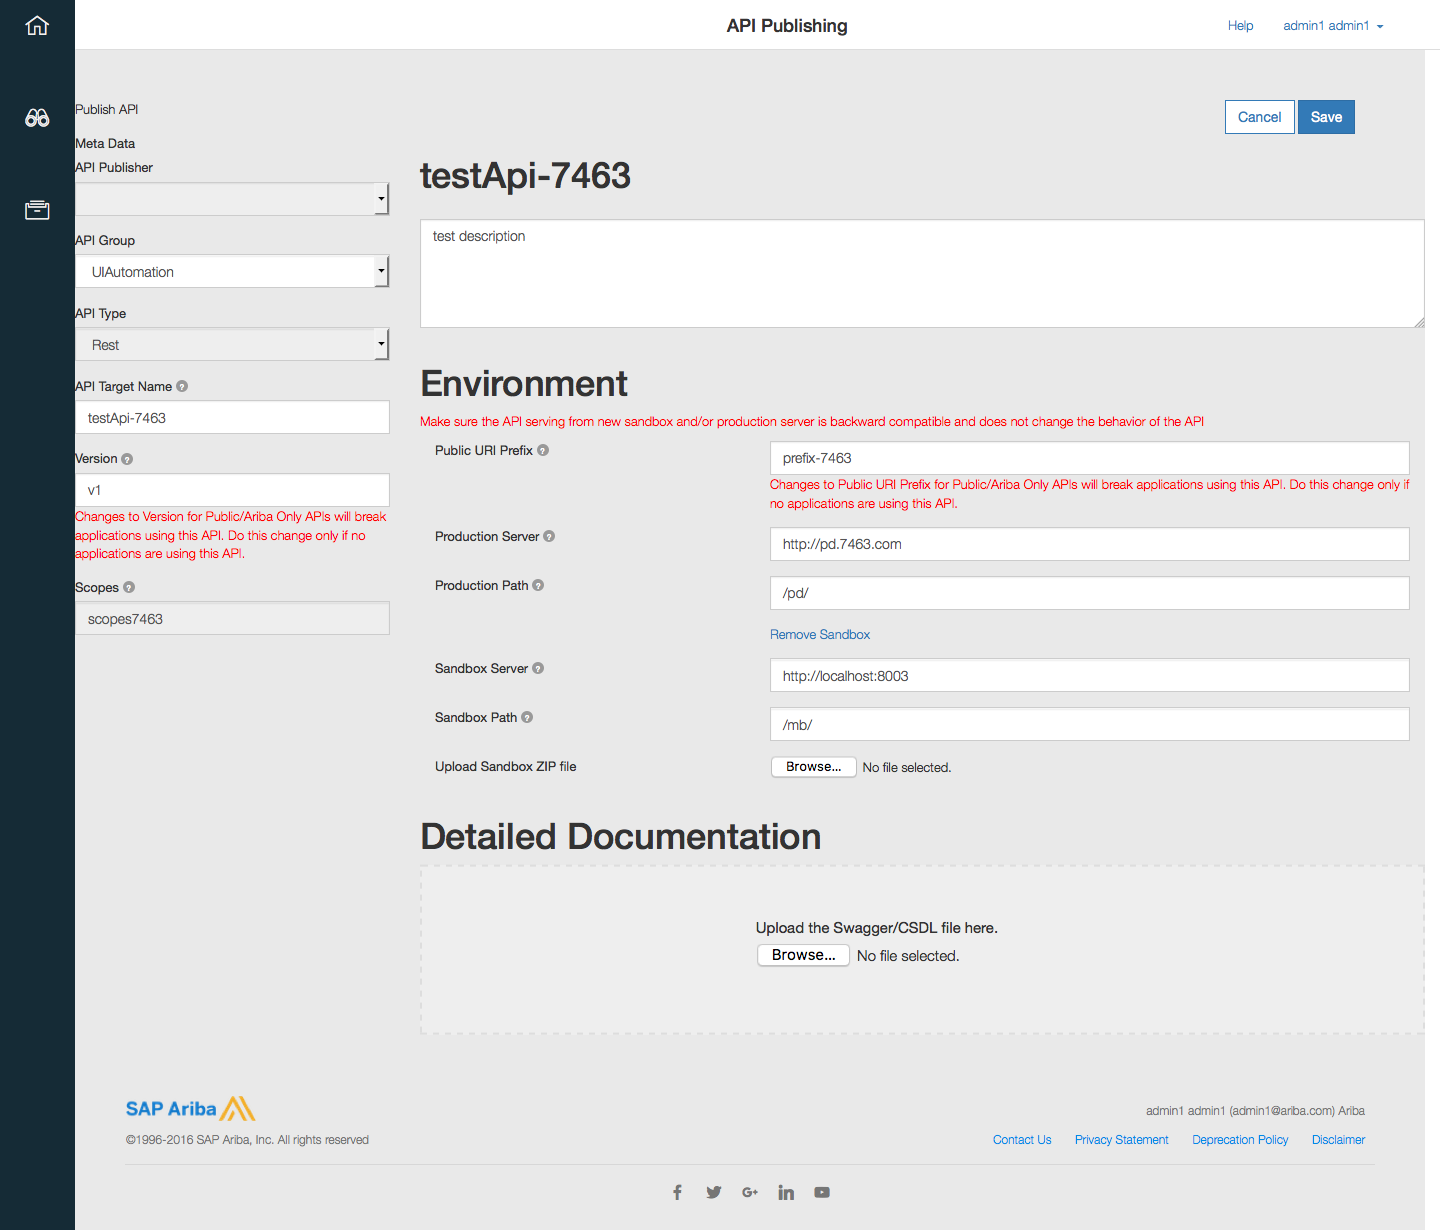 API Publishing
Help
admin1 admin1
Publish API
Cancel
Save
Meta Data
API Publisher
API Group
UIAutomation
API Type
Rest
API Target Name
testApi-7463
Version
v1
Changes to Version for Public/Ariba Only APIs will break
applications using this API. Do this change only if no
applications are using this API.
Scopes
scopes7463
testApi-7463
test description
Environment
Make sure the API serving from new sandbox and/or production server is backward compatible and does not change the behavior of the API
Public URI Prefix
prefix-7463
Changes to Public URI Prefix for Public/Ariba Only APIs will break applications using this API. Do this change only if
no applications are using this API.
Production Server
http://pd.7463.com
Production Path
/pd/
Remove Sandbox
Sandbox Server
http://localhost:8003
Sandbox Path
/mb/
Upload Sandbox ZIP file
Browse... No file selected.
Detailed Documentation
Upload the Swagger/CSDL file here.
Browse... No file selected.
SAP Ariba
admin1 admin1 (admin1@ariba.com) Ariba
©1996-2016 SAP Ariba, Inc. All rights reserved
Contact Us Privacy Statement Deprecation Policy Disclaimer